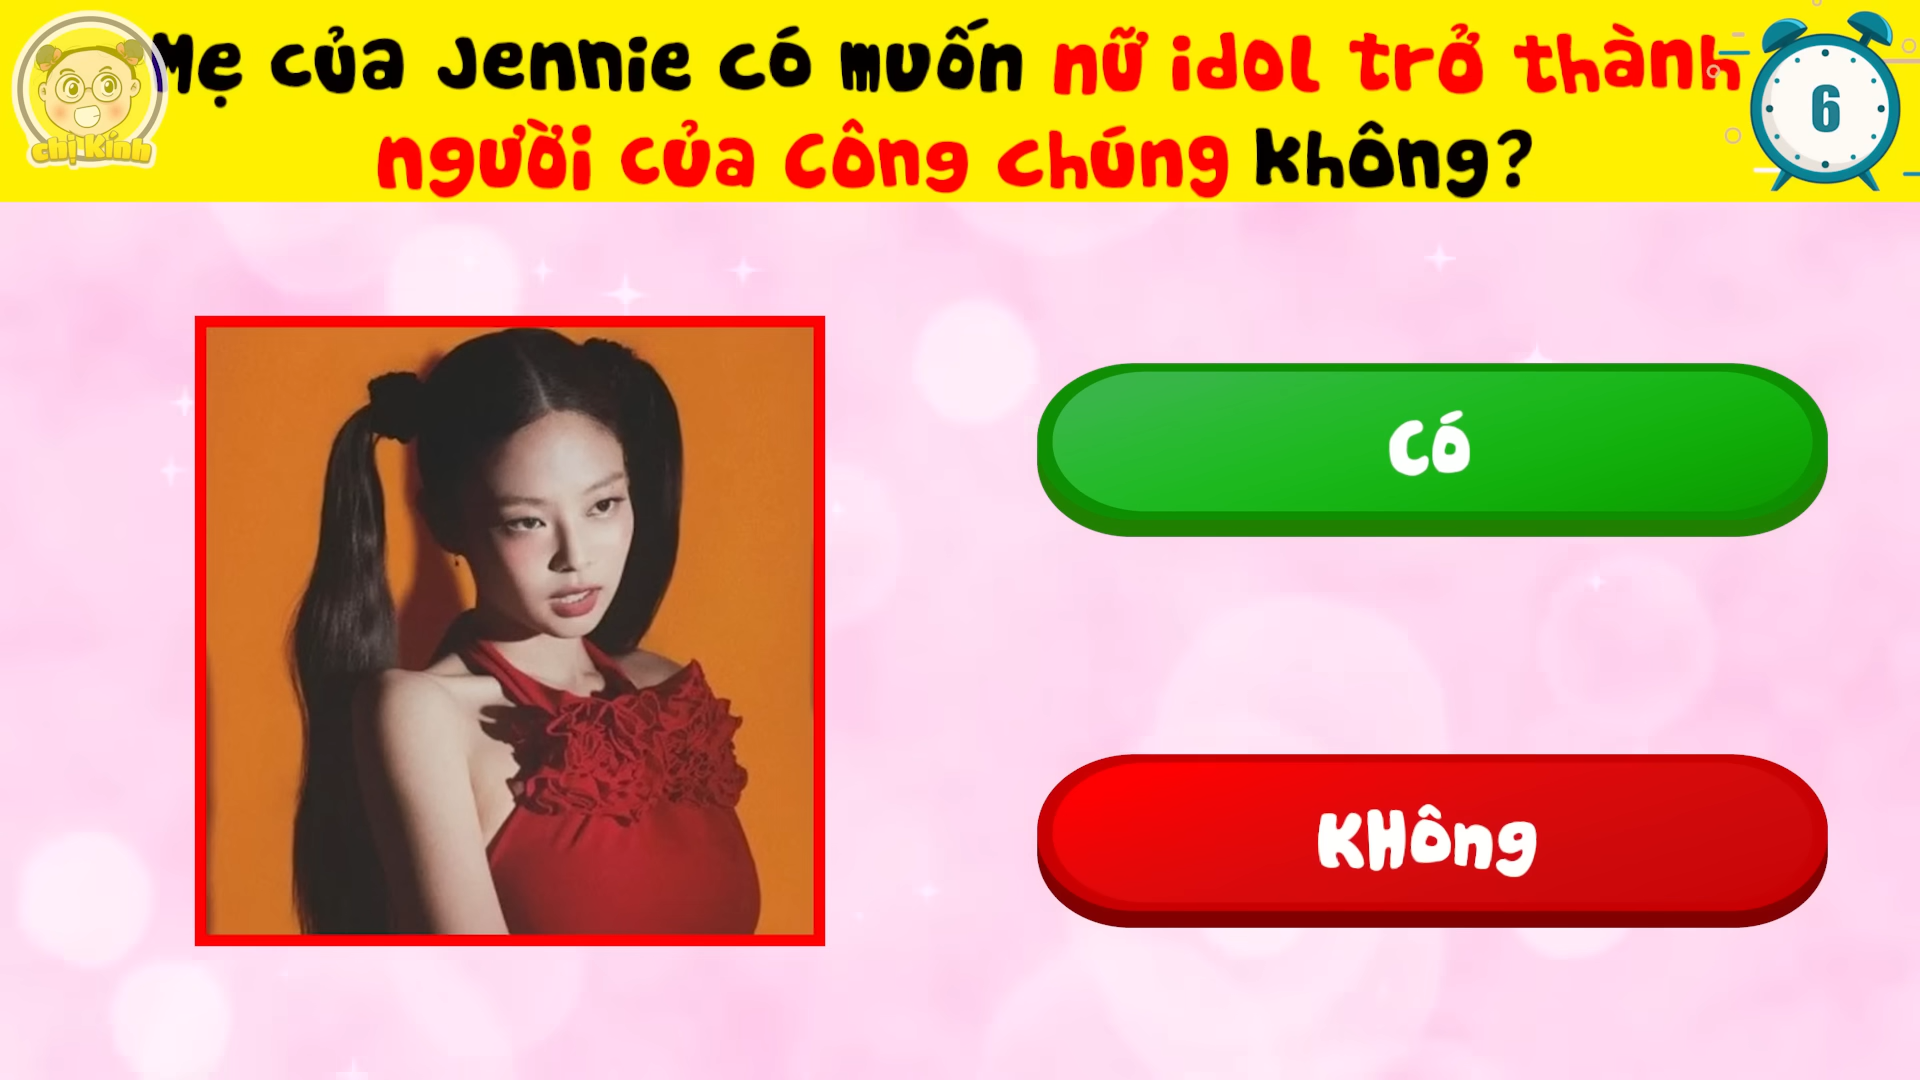 Mẹ của Jennie có muốn nữ idol trở thành
người của công chúng không?
6
chị Kính
Có
KHông